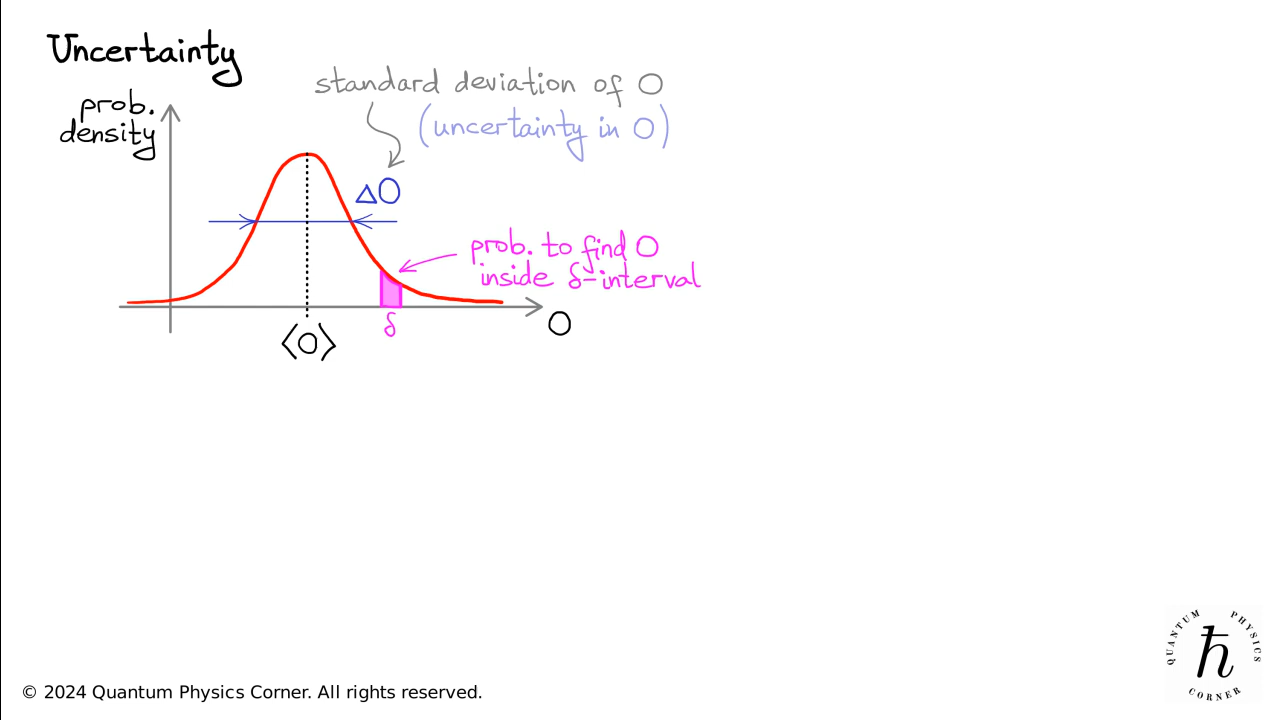 Uncertainty
standard deviation of O
(uncertainty in O)
prob.
density
ΔO
prob. to find O
inside δ-interval
δ
O
⟨O⟩
QUANTUM PHYSICS
ħ
CORNER
© 2024 Quantum Physics Corner. All rights reserved.